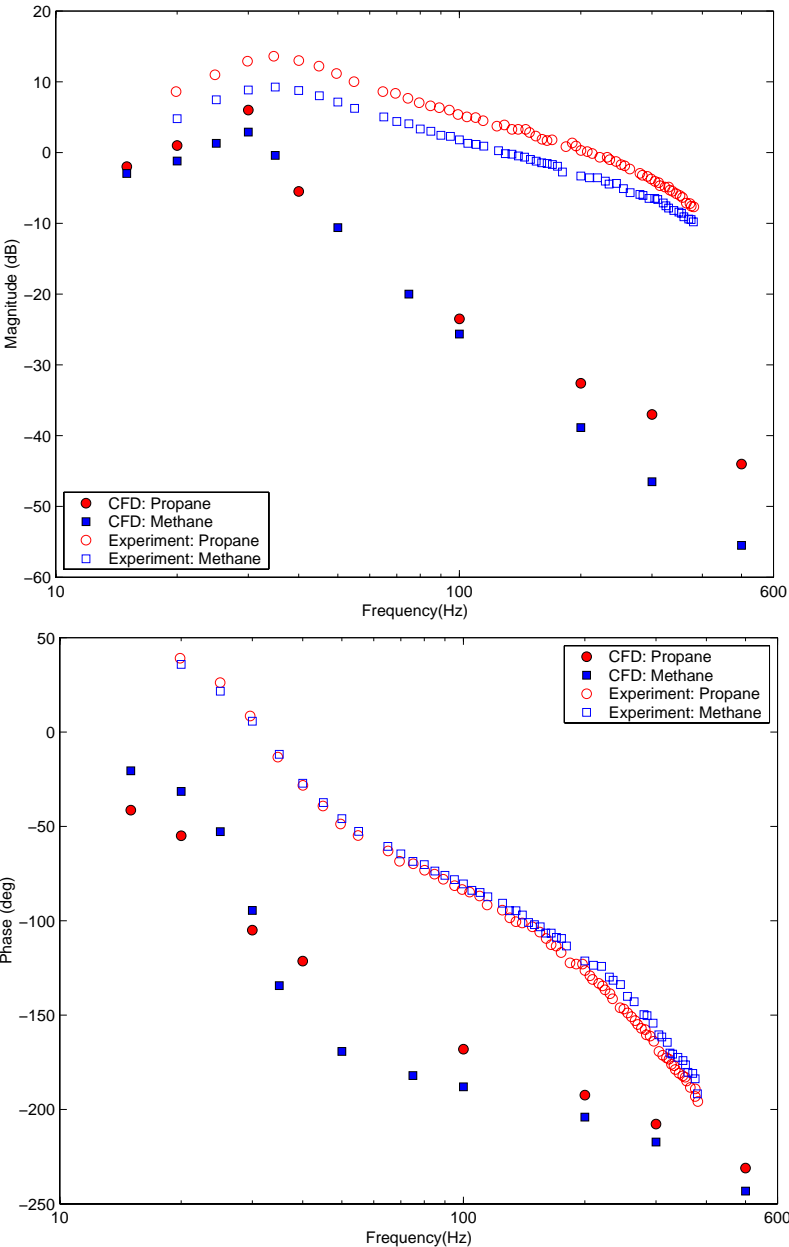 20
10
0
−10
−20
−30
−40
−50
−60
Magnitude (dB)
CFD: Propane
CFD: Methane
Experiment: Propane
Experiment: Methane
10
100
600
Frequency(Hz)
50
0
−50
−100
−150
−200
−250
Phase (deg)
CFD: Propane
CFD: Methane
Experiment: Propane
Experiment: Methane
10
100
600
Frequency(Hz)